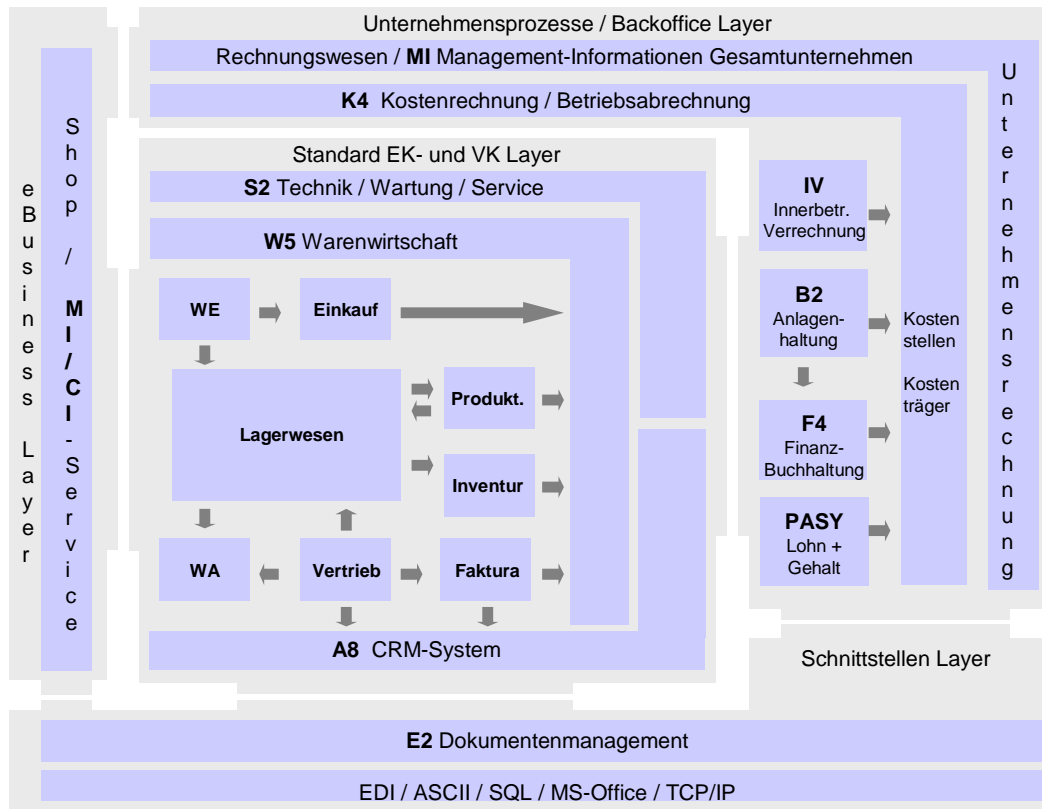 Unternehmensprozesse / Backoffice Layer
Rechnungswesen / MI Management-Informationen Gesamtunternehmen
K4 Kostenrechnung / Betriebsabrechnung
Unternehmensrechnung
eBusiness Layer
Shop / MI/CI-Service
Standard EK- und VK Layer
S2 Technik / Wartung / Service
W5 Warenwirtschaft
WE
Einkauf
Lagerwesen
Produkt.
Inventur
WA
Vertrieb
Faktura
A8 CRM-System
IV
Innerbetr.
Verrechnung
B2
Anlagen-
haltung
F4
Finanz-
Buchhaltung
PASY
Lohn +
Gehalt
Kosten
stellen
Kosten
träger
Schnittstellen Layer
E2 Dokumentenmanagement
EDI / ASCII / SQL / MS-Office / TCP/IP